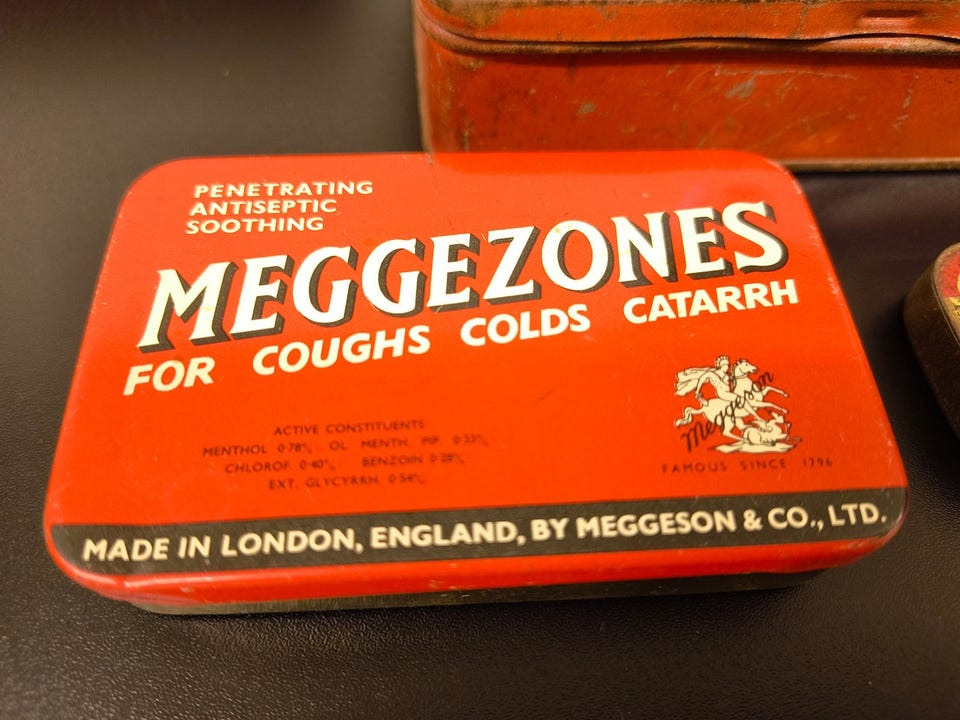 PENETRATING
ANTISEPTIC
SOOTHING
MEGGEZONES
FOR COUGHS COLDS CATARRH
ACTIVE CONSTITUENTS
MENTHOL 0·78%: OL. MENTH. PIP. 0·33%:
CHLOROF. 0·40%: BENZOIN 0·28%:
EXT. GLYCYRRH. 0·54%.
Meggeson
FAMOUS SINCE 1796
MADE IN LONDON, ENGLAND, BY MEGGESON & CO., LTD.